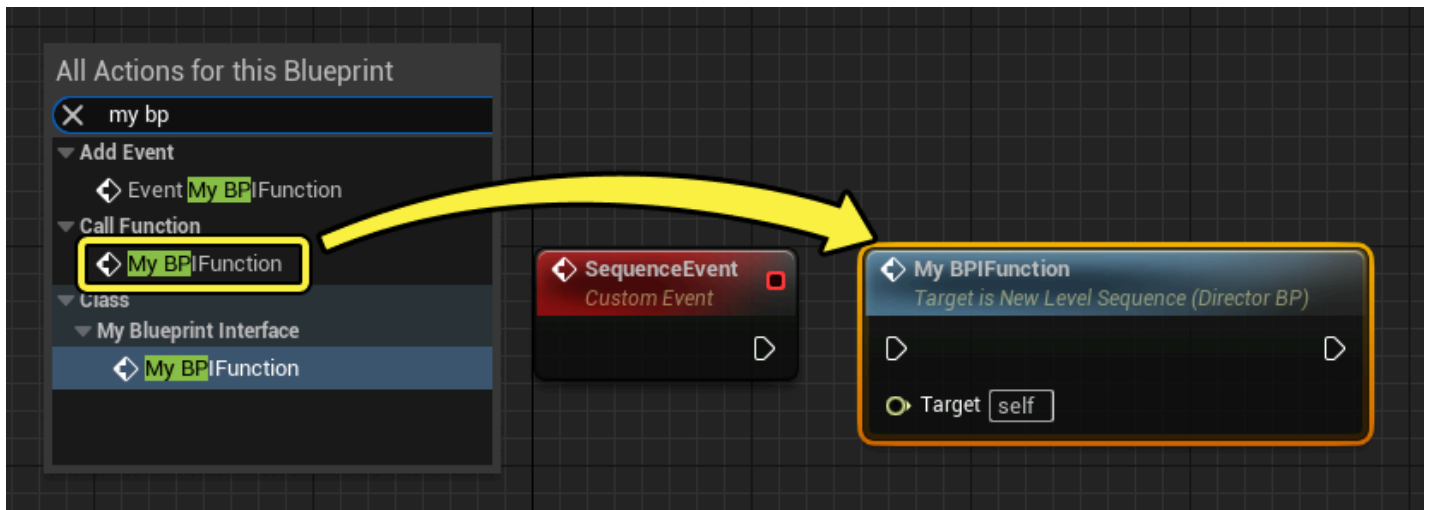 All Actions for this Blueprint
my bp
Add Event
Event My BPIFunction
Call Function
My BPIFunction
Class
My Blueprint Interface
My BPIFunction
SequenceEvent
Custom Event
My BPIFunction
Target is New Level Sequence (Director BP)
Target self